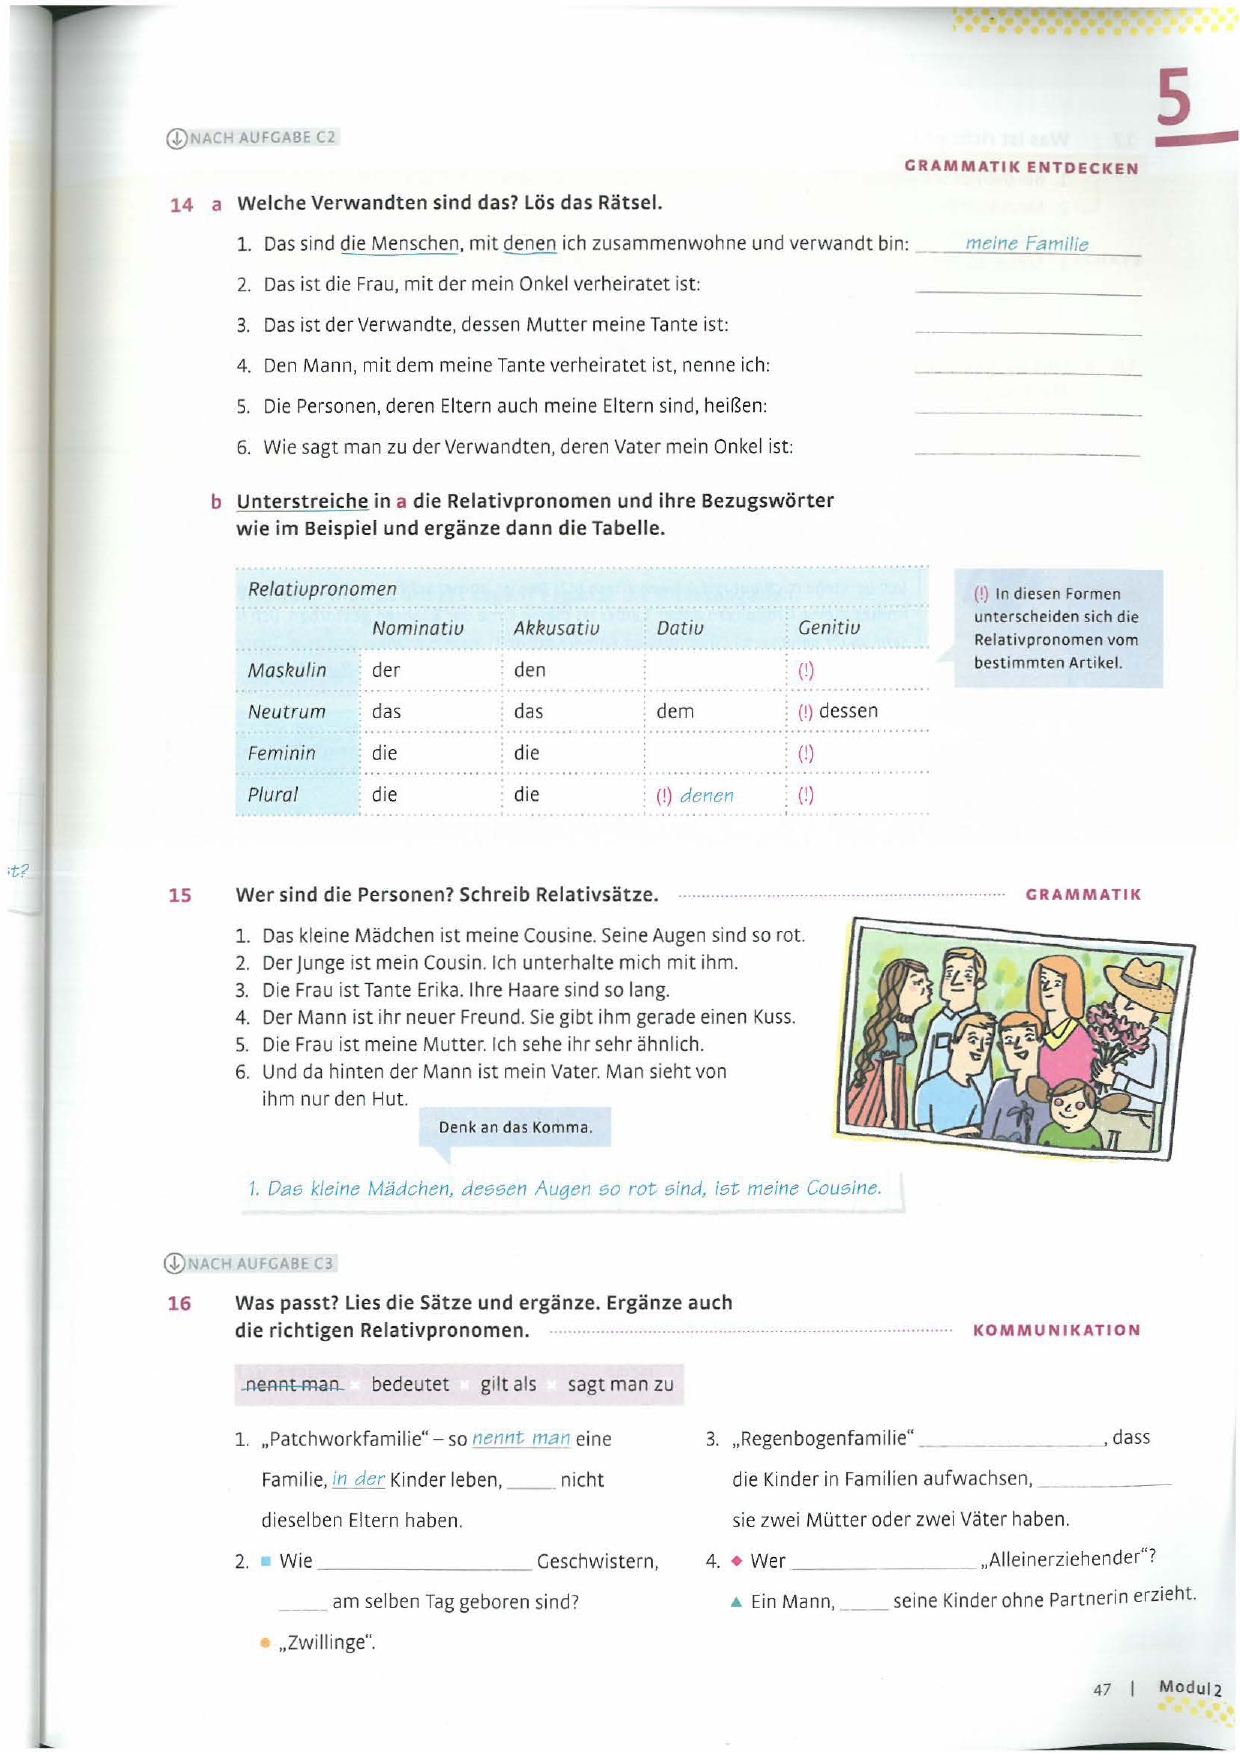 5
NACH AUFGABE C2
GRAMMATIK ENTDECKEN
14 a Welche Verwandten sind das? Lös das Rätsel.
1. Das sind die Menschen, mit denen ich zusammenwohne und verwandt bin: meine Familie
2. Das ist die Frau, mit der mein Onkel verheiratet ist:
3. Das ist der Verwandte, dessen Mutter meine Tante ist:
4. Den Mann, mit dem meine Tante verheiratet ist, nenne ich:
5. Die Personen, deren Eltern auch meine Eltern sind, heißen:
6. Wie sagt man zu der Verwandten, deren Vater mein Onkel ist:
b Unterstreiche in a die Relativpronomen und ihre Bezugswörter
wie im Beispiel und ergänze dann die Tabelle.
Relativpronomen
Nominativ Akkusativ Dativ Genitiv
Maskulin der den (!)
Neutrum das das dem (!) dessen
Feminin die die (!)
Plural die die (!) denen (!)
(!) In diesen Formen
unterscheiden sich die
Relativpronomen vom
bestimmten Artikel.
t?
15 Wer sind die Personen? Schreib Relativsätze. GRAMMATIK
1. Das kleine Mädchen ist meine Cousine. Seine Augen sind so rot.
2. Der Junge ist mein Cousin. Ich unterhalte mich mit ihm.
3. Die Frau ist Tante Erika. Ihre Haare sind so lang.
4. Der Mann ist ihr neuer Freund. Sie gibt ihm gerade einen Kuss.
5. Die Frau ist meine Mutter. Ich sehe ihr sehr ähnlich.
6. Und da hinten der Mann ist mein Vater. Man sieht von
ihm nur den Hut.
Denk an das Komma.
1. Das kleine Mädchen, dessen Augen so rot sind, ist meine Cousine.
NACH AUFGABE C3
16 Was passt? Lies die Sätze und ergänze. Ergänze auch
die richtigen Relativpronomen. KOMMUNIKATION
nennt man × bedeutet × gilt als × sagt man zu
1. „Patchworkfamilie“ – so nennt man eine
Familie, in der Kinder leben, _____ nicht
dieselben Eltern haben.
2. ■ Wie _____ Geschwistern,
_____ am selben Tag geboren sind?
● „Zwillinge“.
3. „Regenbogenfamilie“ _____, dass
die Kinder in Familien aufwachsen, _____
sie zwei Mütter oder zwei Väter haben.
4. ◆ Wer _____ „Alleinerziehender“?
▲ Ein Mann, _____ seine Kinder ohne Partnerin erzieht.
47 | Modul 2